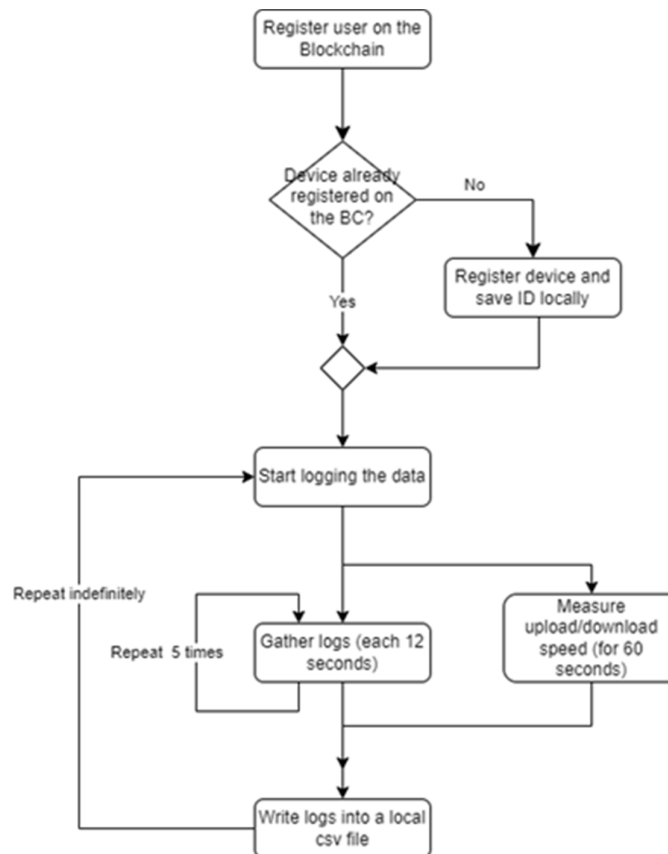 Register user on the
Blockchain
Device already
registered on
the BC?
No
Register device and
save ID locally
Yes
Start logging the data
Repeat indefinitely
Gather logs (each 12
seconds)
Repeat 5 times
Measure
upload/download
speed (for 60
seconds)
Write logs into a local
csv file